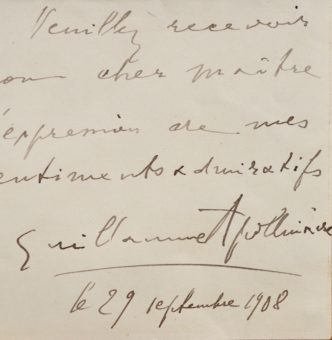 Veuillez recevoir
mon cher maître
l'expression de mes
sentiments admiratifs
Guillaume Apollinaire
le 29 septembre 1908